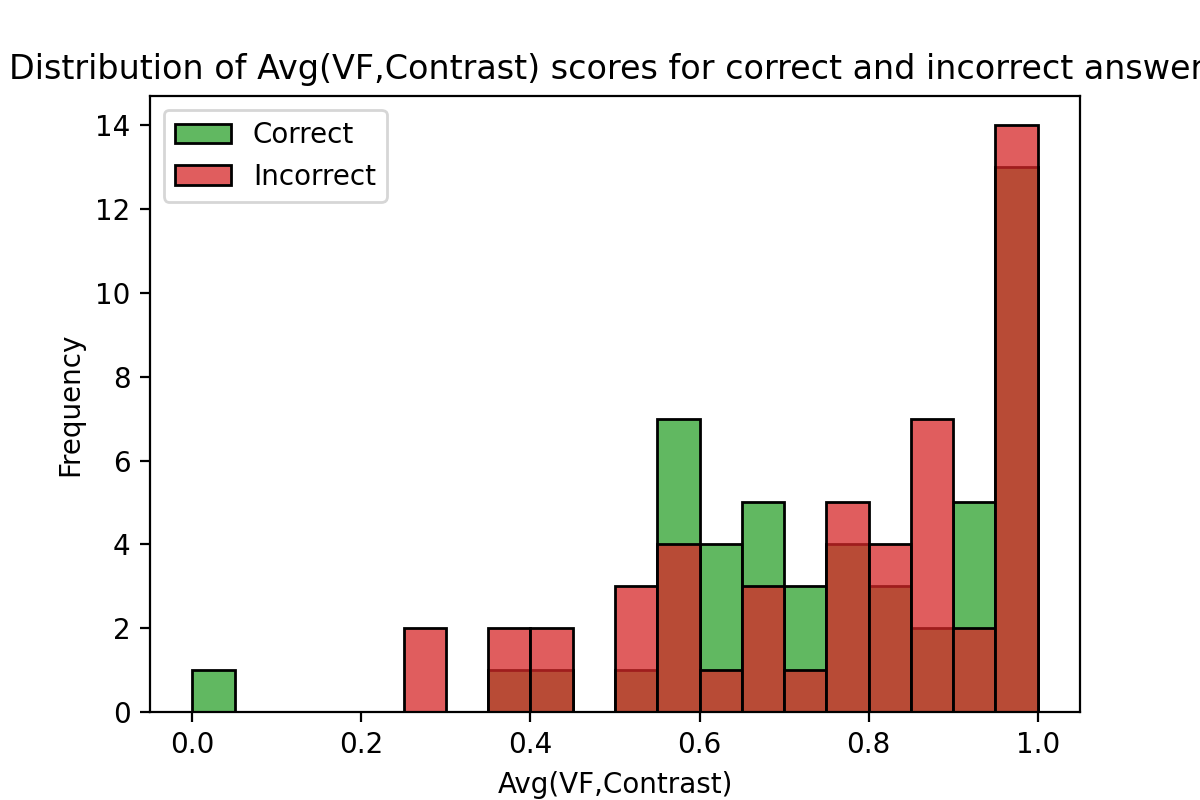 Distribution of Avg(VF,Contrast) scores for correct and incorrect answer
Correct
Incorrect
14
12
10
8
6
4
2
0
Frequency
0.0 0.2 0.4 0.6 0.8 1.0
Avg(VF,Contrast)